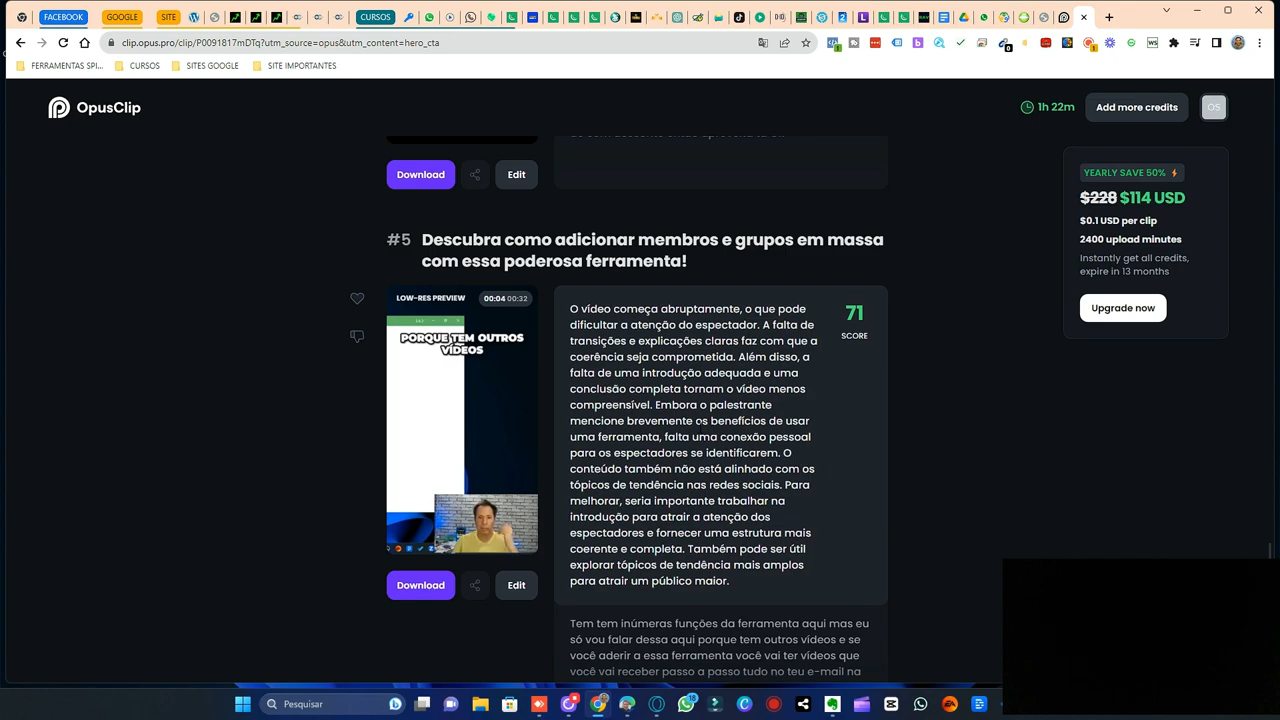 FACEBOOK
GOOGLE
SITE
CURSOS
clip.opus.pro/clip/P0091817mDTq?utm_source=opus&utm_content=hero_cta
FERRAMENTAS SPI...
CURSOS
SITES GOOGLE
SITE IMPORTANTES
OpusClip
1h 22m
Add more credits
OS
YEARLY SAVE 50%
$228 $114 USD
$0.1 USD per clip
2400 upload minutes
Instantly get all credits,
expire in 13 months
Upgrade now
Download
Edit
#5 Descubra como adicionar membros e grupos em massa
com essa poderosa ferramenta!
LOW-RES PREVIEW
00:04 00:32
PORQUE TEM OUTROS
VÍDEOS
O vídeo começa abruptamente, o que pode
dificultar a atenção do espectador. A falta de
transições e explicações claras faz com que a
coerência seja comprometida. Além disso, a
falta de uma introdução adequada e uma
conclusão completa tornam o vídeo menos
compreensível. Embora o palestrante
mencione brevemente os benefícios de usar
uma ferramenta, falta uma conexão pessoal
para os espectadores se identificarem. O
conteúdo também não está alinhado com os
tópicos de tendência nas redes sociais. Para
melhorar, seria importante trabalhar na
introdução para atrair a atenção dos
espectadores e fornecer uma estrutura mais
coerente e completa. Também pode ser útil
explorar tópicos de tendência mais amplos
para atrair um público maior.
71
SCORE
Download
Edit
Tem tem inúmeras funções da ferramenta aqui mas eu
só vou falar dessa aqui porque tem outros vídeos e se
você aderir a essa ferramenta você vai ter vídeos que
você vai receber passo a passo tudo no teu e-mail na
Pesquisar
18